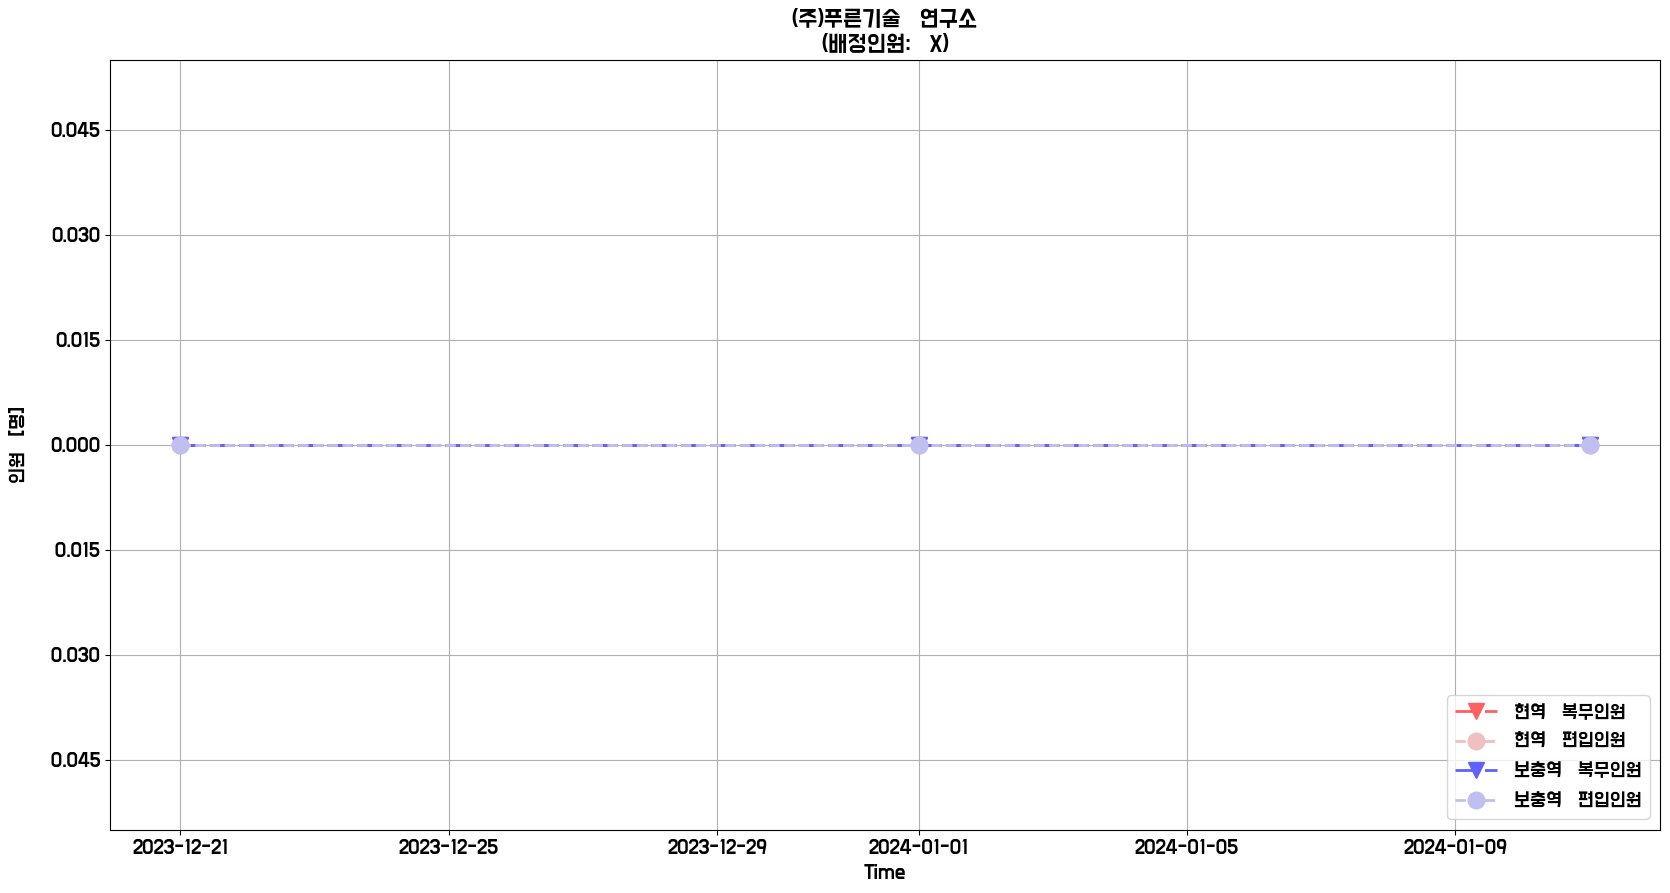 (주)푸른기술 연구소
(배정인원: X)
0.045
0.030
0.015
0.000
0.015
0.030
0.045
인원 [명]
2023-12-21
2023-12-25
2023-12-29
2024-01-01
2024-01-05
2024-01-09
Time
현역 복무인원
현역 편입인원
보충역 복무인원
보충역 편입인원